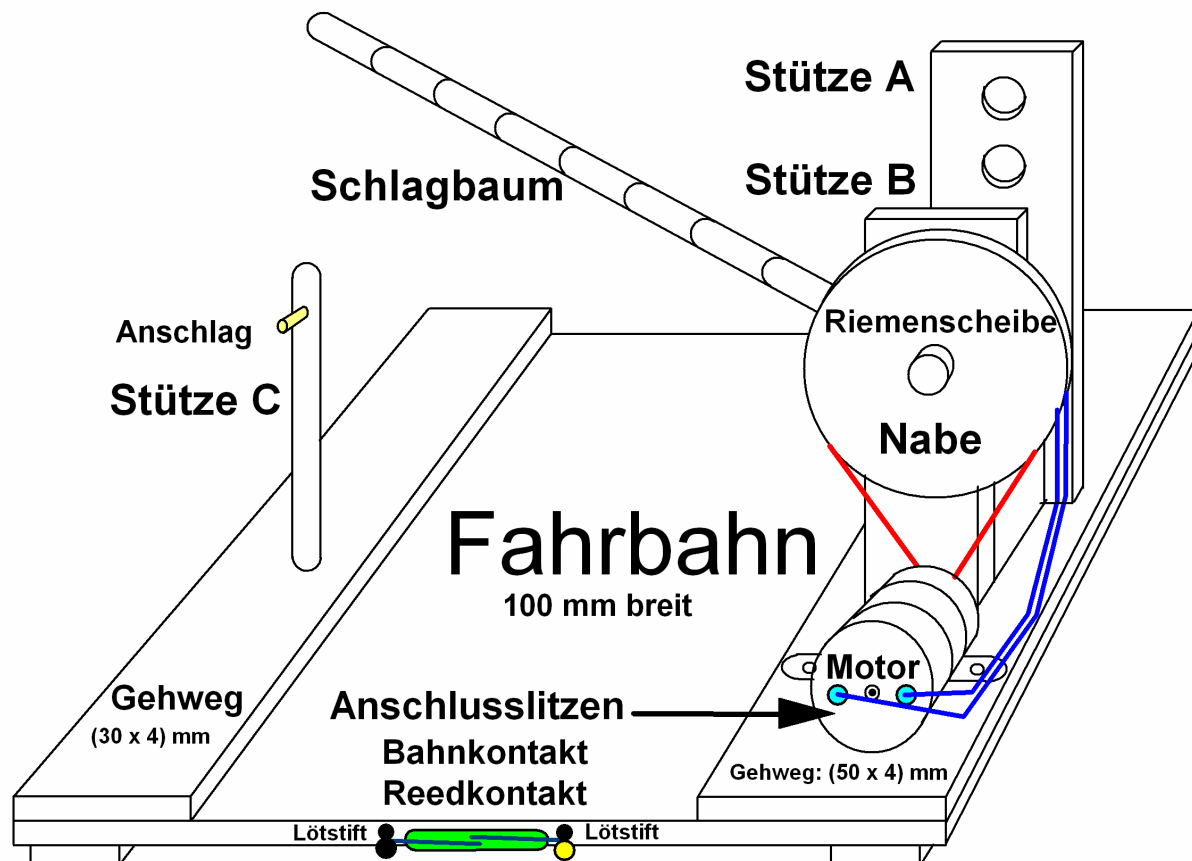 Stütze A
Stütze B
Schlagbaum
Riemenscheibe
Anschlag
Stütze C
Nabe
Fahrbahn
100 mm breit
Motor
Gehweg
(30 x 4) mm
Anschlusslitzen
Bahnkontakt
Reedkontakt
Gehweg: (50 x 4) mm
Lötstift
Lötstift